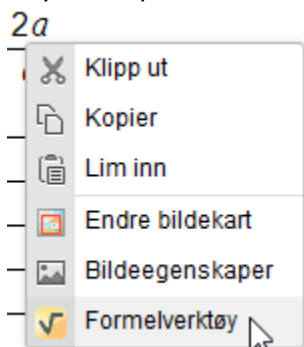 2a
Klipp ut
Kopier
Lim inn
Endre bildekart
Bildeegenskaper
Formelverktøy